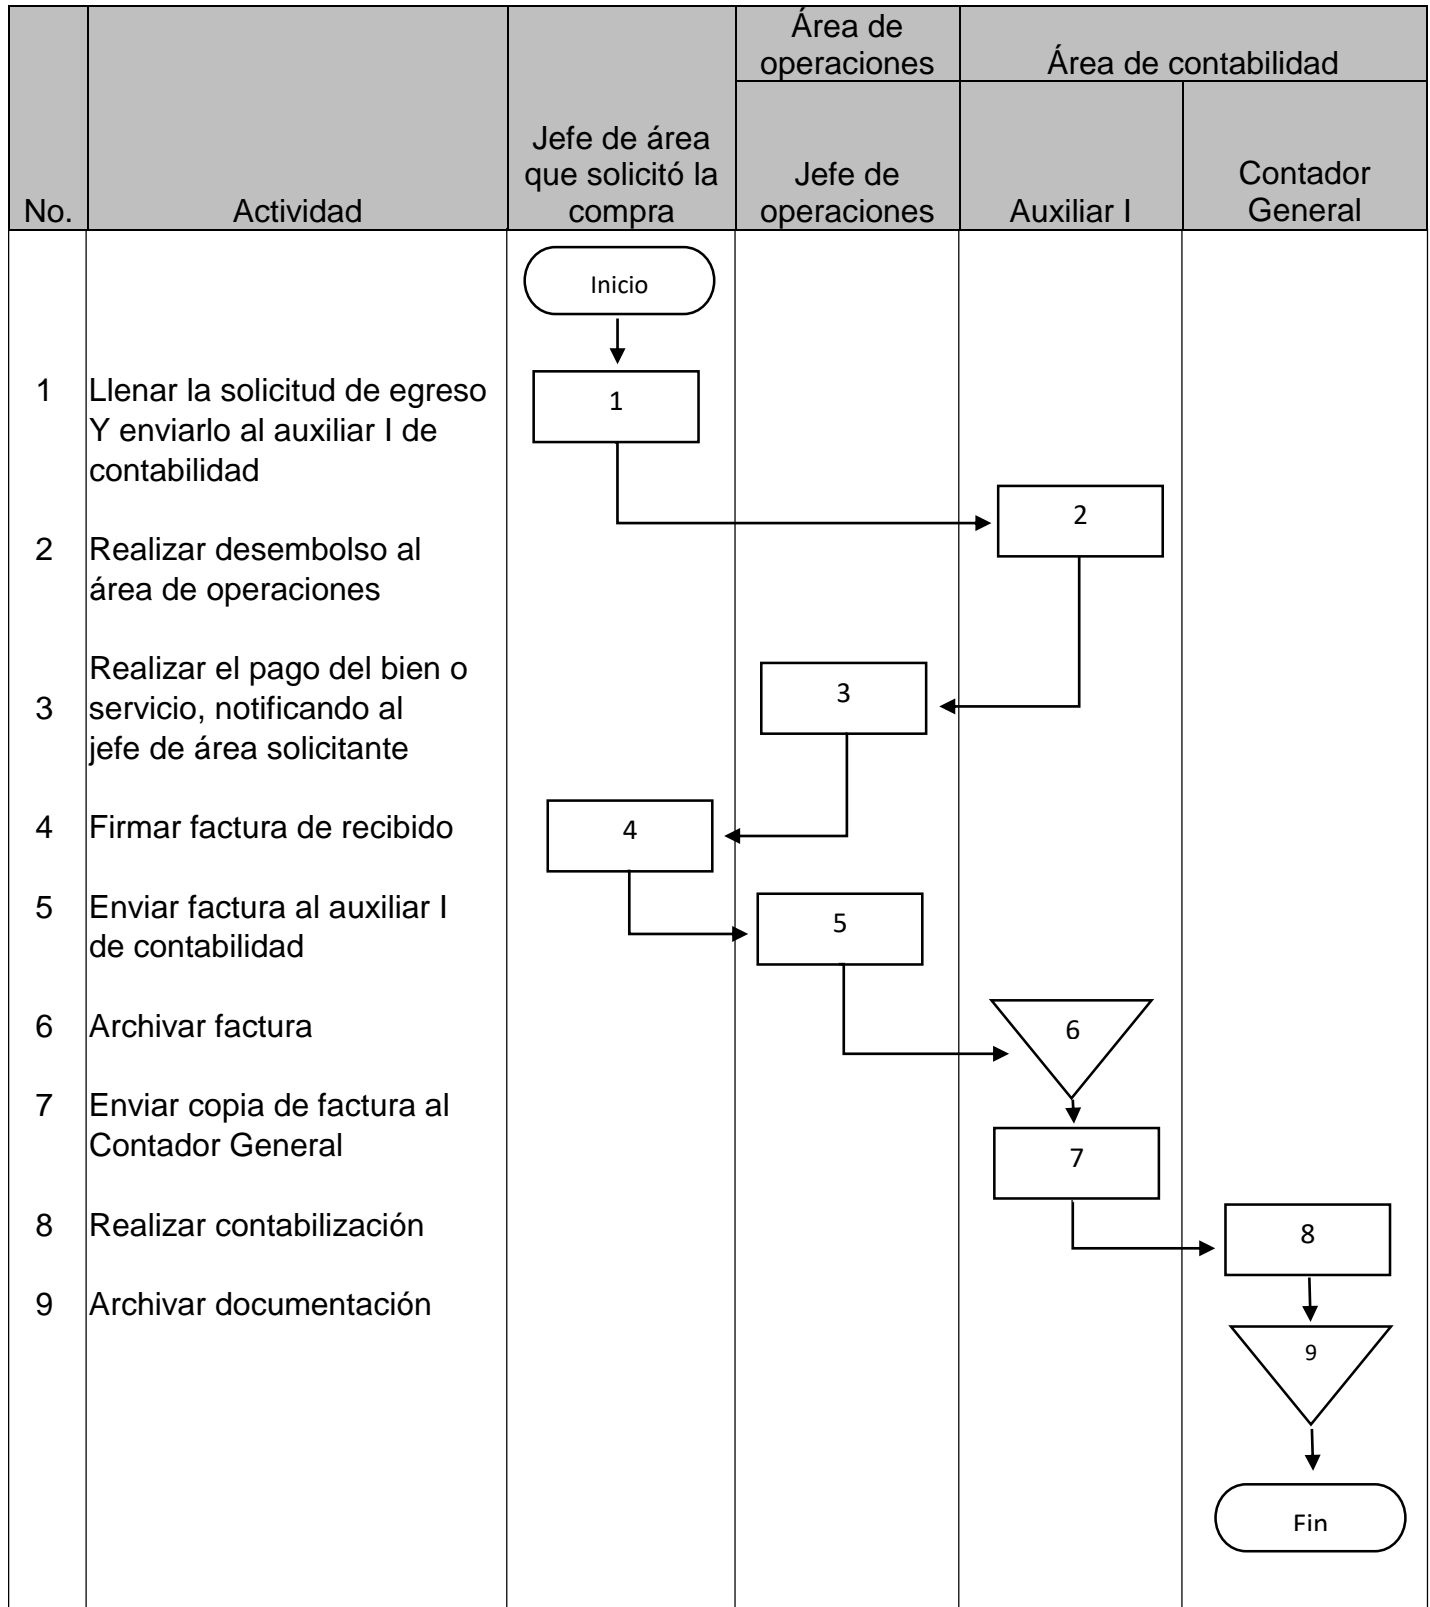 Área de
operaciones
Área de contabilidad
No.
Actividad
Jefe de área
que solicitó la
compra
Jefe de
operaciones
Auxiliar I
Contador
General
Inicio
1
Llenar la solicitud de egreso
Y enviarlo al auxiliar I de
contabilidad
1
2
2
Realizar desembolso al
área de operaciones
3
Realizar el pago del bien o
servicio, notificando al
jefe de área solicitante
3
4
Firmar factura de recibido
4
5
Enviar factura al auxiliar I
de contabilidad
5
6
Archivar factura
6
7
Enviar copia de factura al
Contador General
7
8
Realizar contabilización
8
9
Archivar documentación
9
Fin